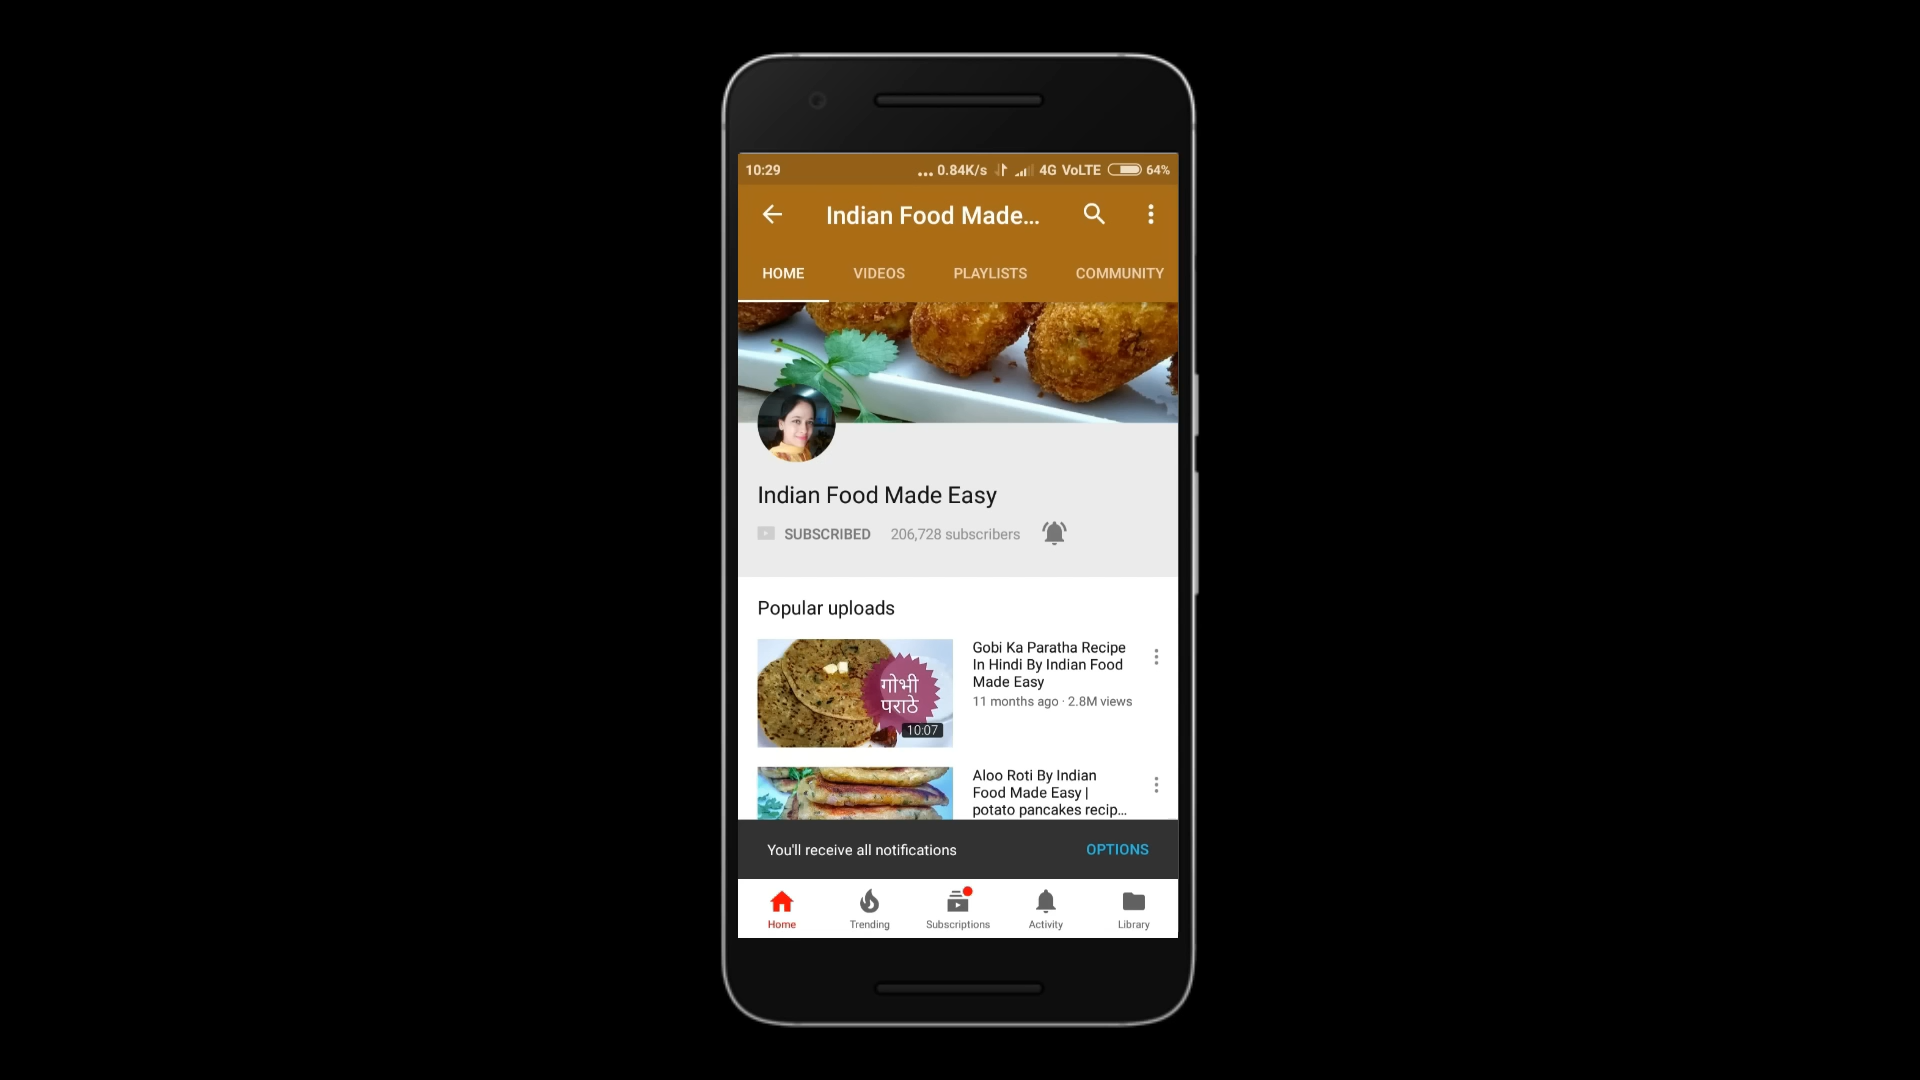 10:29
... 0.84K/s 4G VoLTE 64%
Indian Food Made...
HOME VIDEOS PLAYLISTS COMMUNITY
Indian Food Made Easy
SUBSCRIBED 206,728 subscribers
Popular uploads
गोभी
पराठे
10:07
Gobi Ka Paratha Recipe
In Hindi By Indian Food
Made Easy
11 months ago · 2.8M views
Aloo Roti By Indian
Food Made Easy |
potato pancakes recip...
You'll receive all notifications OPTIONS
Home Trending Subscriptions Activity Library